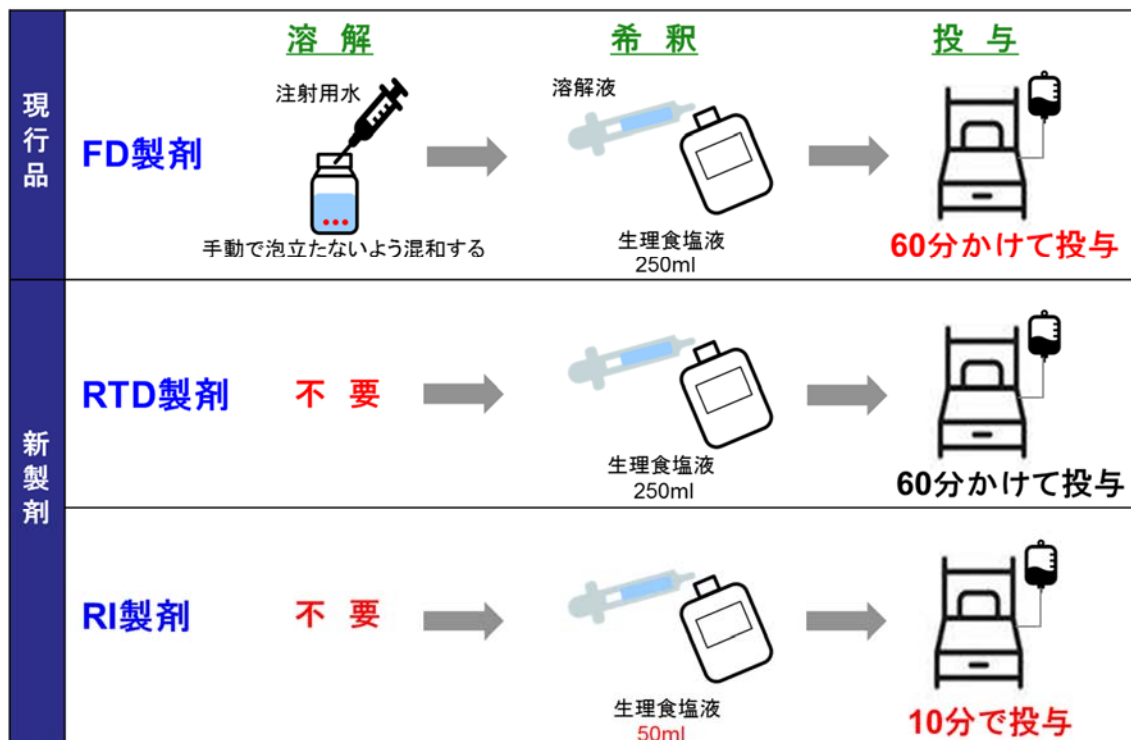 溶 解
希 釈
投 与
現行品
FD製剤
注射用水
手動で泡立たないよう混和する
溶解液
生理食塩液
250ml
60分かけて投与
新製剤
RTD製剤
不 要
生理食塩液
250ml
60分かけて投与
RI製剤
不 要
生理食塩液
50ml
10分で投与